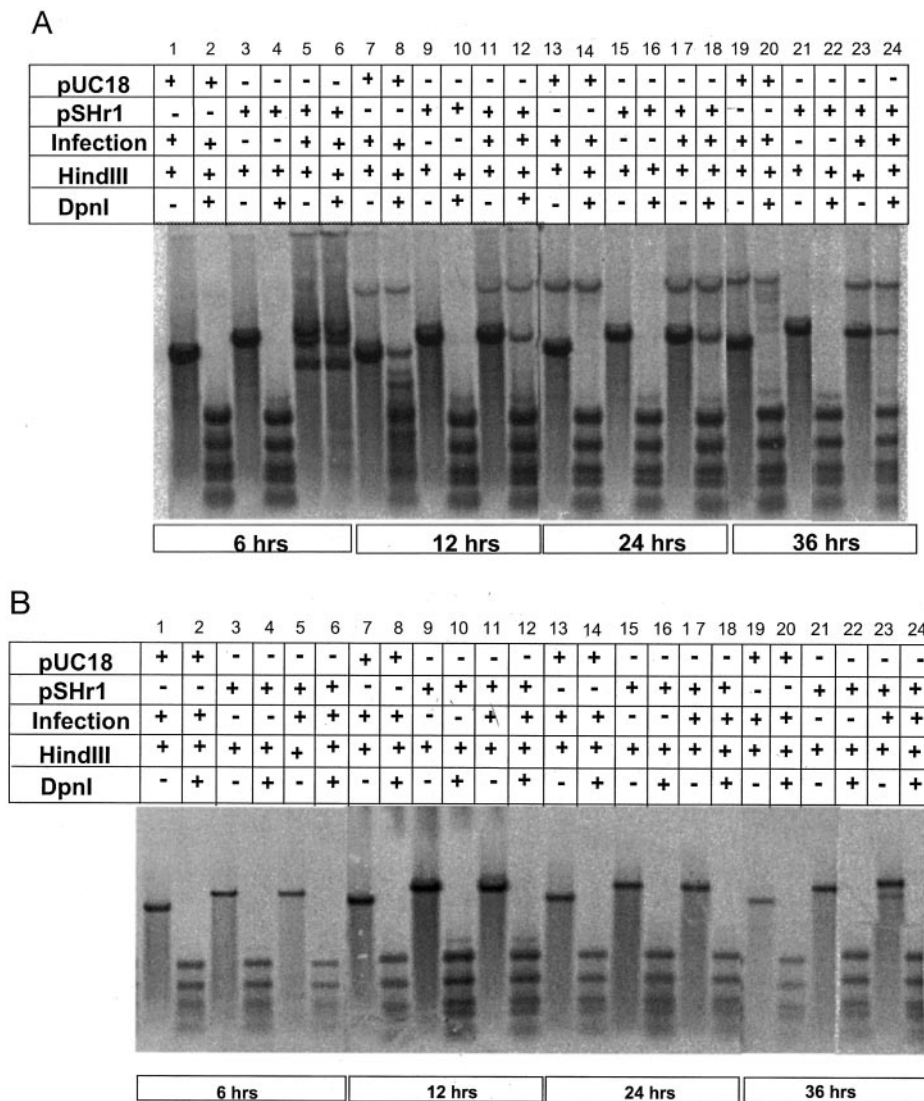 A
1 2 3 4 5 6 7 8 9 10 11 12 13 14 15 16 17 18 19 20 21 22 23 24
pUC18 + + - - - - + + - - - - + + - - - - + + - - - -
pSHr1 - - + + + + - - + + + + - - + + + + - - + + + +
Infection + + - - + + + + - - + + + + - - + + + + - - + +
HindIII + + + + + + + + + + + + + + + + + + + + + + + +
DpnI - + - + - + - + - + - + - + - + - + - + - + - +
6 hrs 12 hrs 24 hrs 36 hrs
B
1 2 3 4 5 6 7 8 9 10 11 12 13 14 15 16 17 18 19 20 21 22 23 24
pUC18 + + - - - - + + - - - - + + - - - - + + - - - -
pSHr1 - - + + + + - - + + + + - - + + + + - - + + + +
Infection + + - - + + + + - - + + + + - - + + + + - - + +
HindIII + + + + + + + + + + + + + + + + + + + + + + + +
DpnI - + - + - + - + - + - + - + - + - + - + - + - +
6 hrs 12 hrs 24 hrs 36 hrs